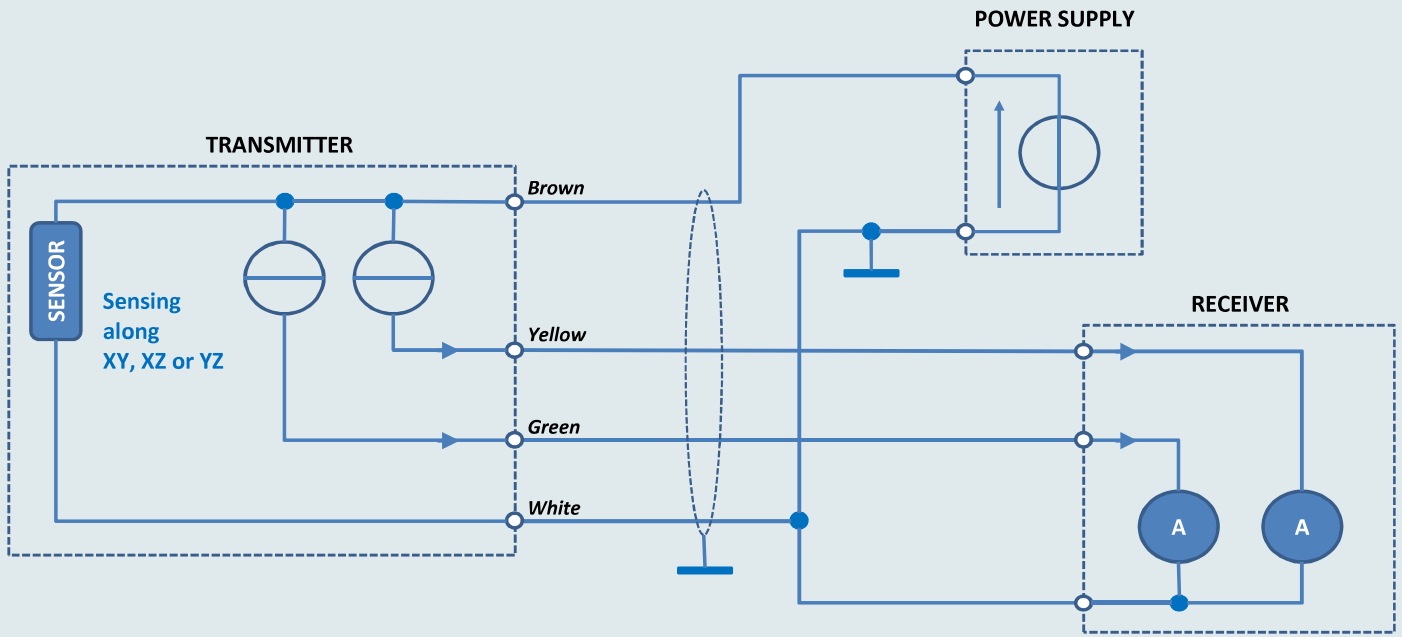 POWER SUPPLY
TRANSMITTER
Brown
SENSOR
Sensing
along
XY, XZ or YZ
RECEIVER
Yellow
Green
White
A
A